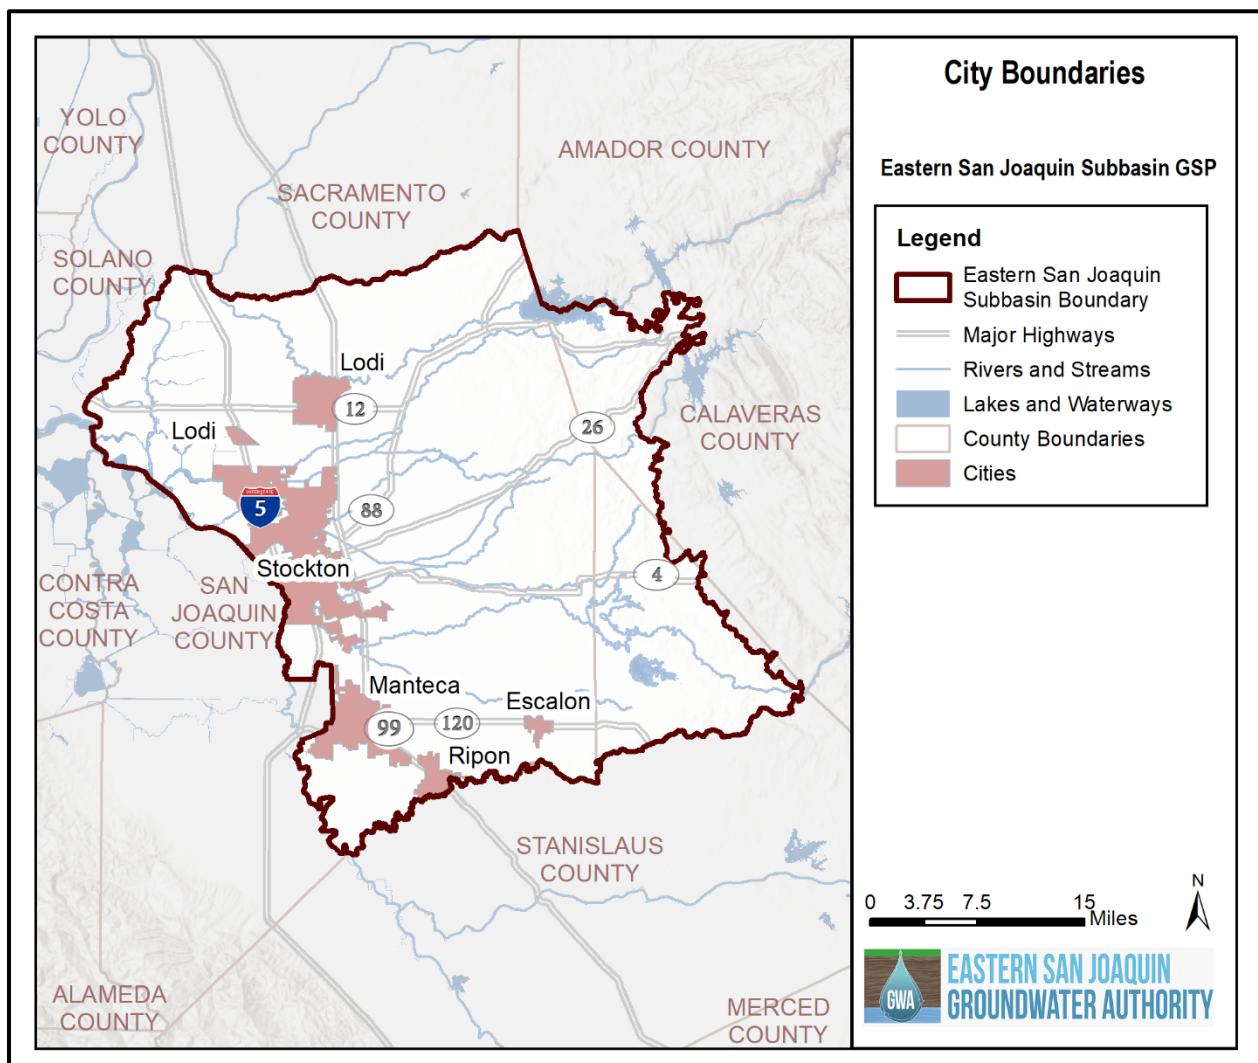 City Boundaries
Eastern San Joaquin Subbasin GSP
Legend
Eastern San Joaquin
Subbasin Boundary
Major Highways
Rivers and Streams
Lakes and Waterways
County Boundaries
Cities
YOLO
COUNTY
AMADOR COUNTY
SACRAMENTO
COUNTY
SOLANO
COUNTY
Lodi
12
Lodi
26
CALAVERAS
COUNTY
INTERSTATE
5
88
Stockton
4
CONTRA
COSTA
COUNTY
SAN
JOAQUIN
COUNTY
Manteca
Escalon
99
120
Ripon
STANISLAUS
COUNTY
ALAMEDA
COUNTY
MERCED
COUNTY
N
0 3.75 7.5 15
Miles
GWA
EASTERN SAN JOAQUIN
GROUNDWATER AUTHORITY